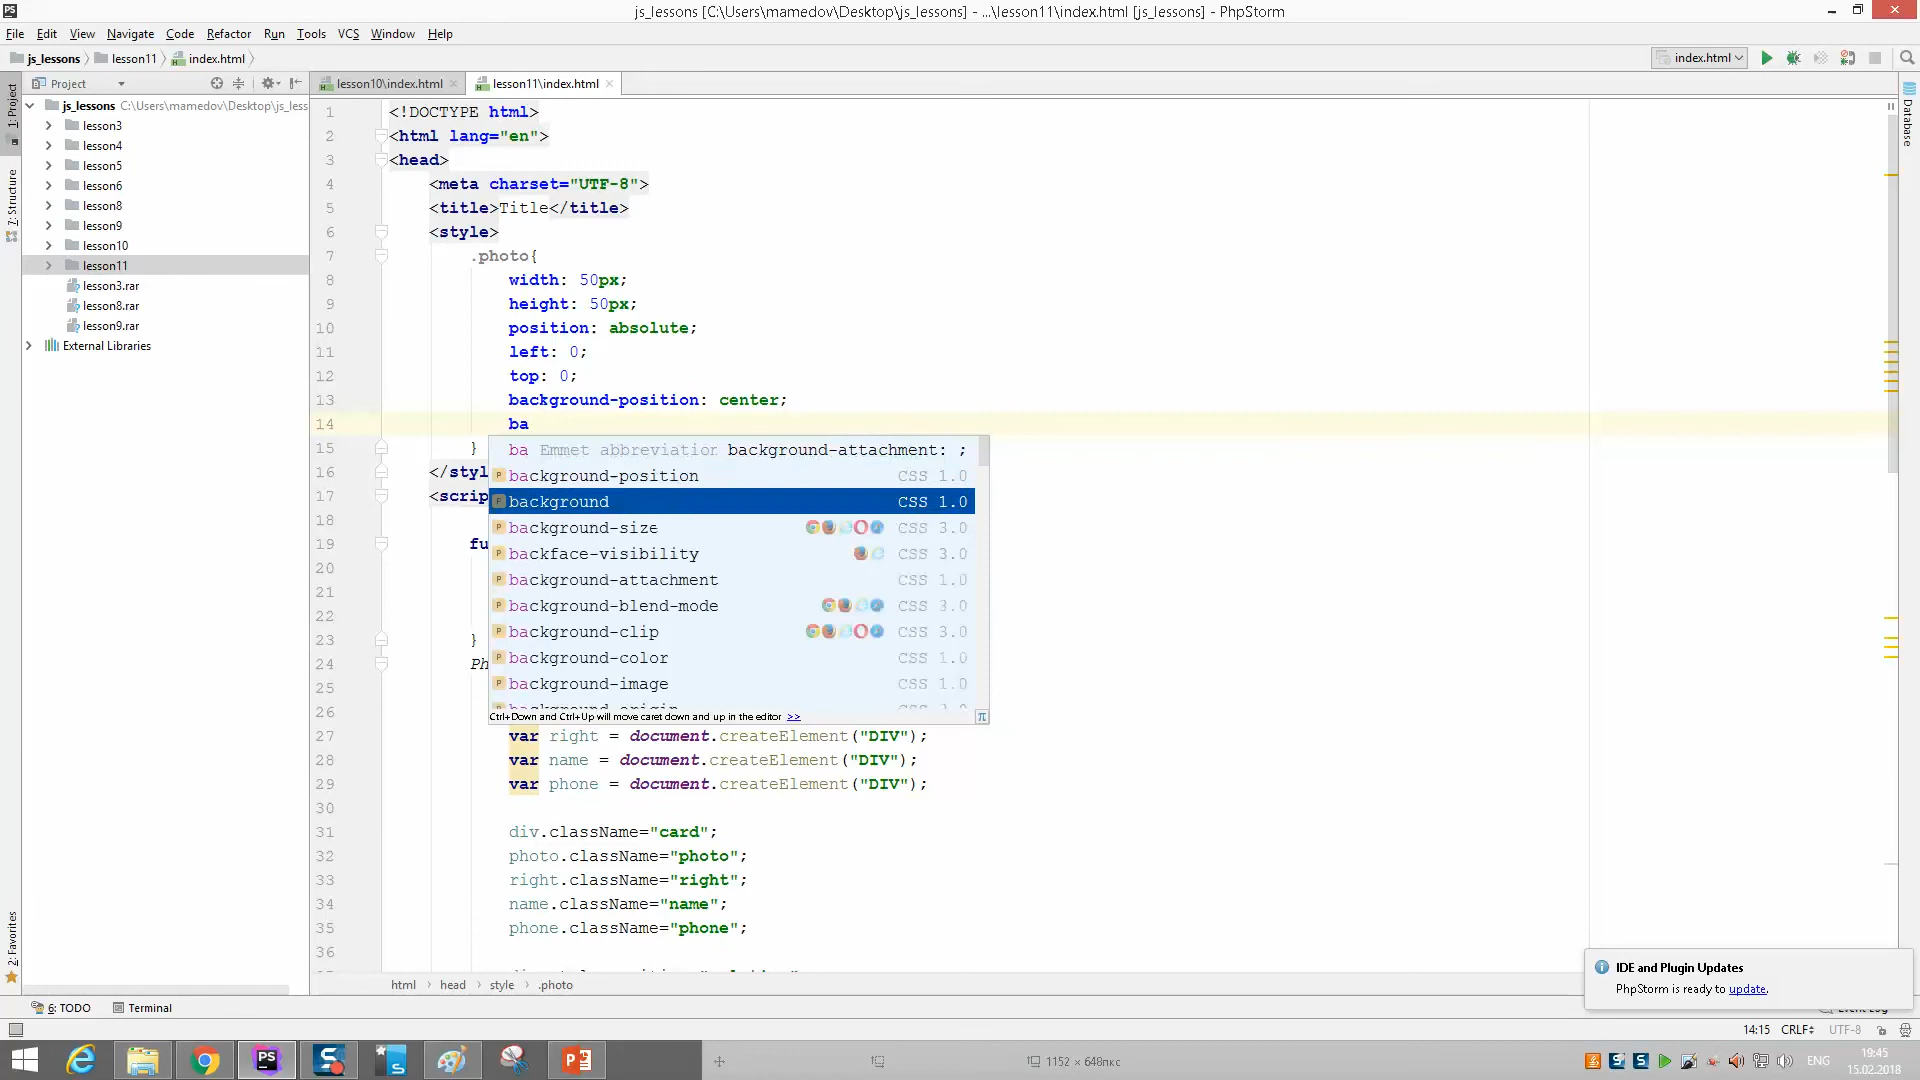 js_lessons [C:\Users\mamedov\Desktop\js_lessons] - ...\lesson11\index.html [js_lessons] - PhpStorm
File Edit View Navigate Code Refactor Run Tools VCS Window Help
js_lessons lesson11 index.html
index.html
Project
lesson10\index.html
lesson11\index.html
1: Project
7: Structure
2: Favorites
Database
js_lessons C:\Users\mamedov\Desktop\js_less
lesson3
lesson4
lesson5
lesson6
lesson8
lesson9
lesson10
lesson11
lesson3.rar
lesson8.rar
lesson9.rar
External Libraries
1 <!DOCTYPE html>
2 <html lang="en">
3 <head>
4 <meta charset="UTF-8">
5 <title>Title</title>
6 <style>
7 .photo{
8 width: 50px;
9 height: 50px;
10 position: absolute;
11 left: 0;
12 top: 0;
13 background-position: center;
14 ba
15 }
16 </styl
17 <scrip
18
19 fu
20
21
22
23 }
24 Ph
25
26
27 var right = document.createElement("DIV");
28 var name = document.createElement("DIV");
29 var phone = document.createElement("DIV");
30
31 div.className="card";
32 photo.className="photo";
33 right.className="right";
34 name.className="name";
35 phone.className="phone";
36
ba Emmet abbreviation background-attachment: ;
background-position CSS 1.0
background CSS 1.0
background-size CSS 3.0
backface-visibility CSS 3.0
background-attachment CSS 1.0
background-blend-mode CSS 3.0
background-clip CSS 3.0
background-color CSS 1.0
background-image CSS 1.0
Ctrl+Down and Ctrl+Up will move caret down and up in the editor >>
π
html head style .photo
IDE and Plugin Updates
PhpStorm is ready to update.
6: TODO Terminal
14:15 CRLF UTF-8
1152 × 648пкс
ENG
19:45
15.02.2018